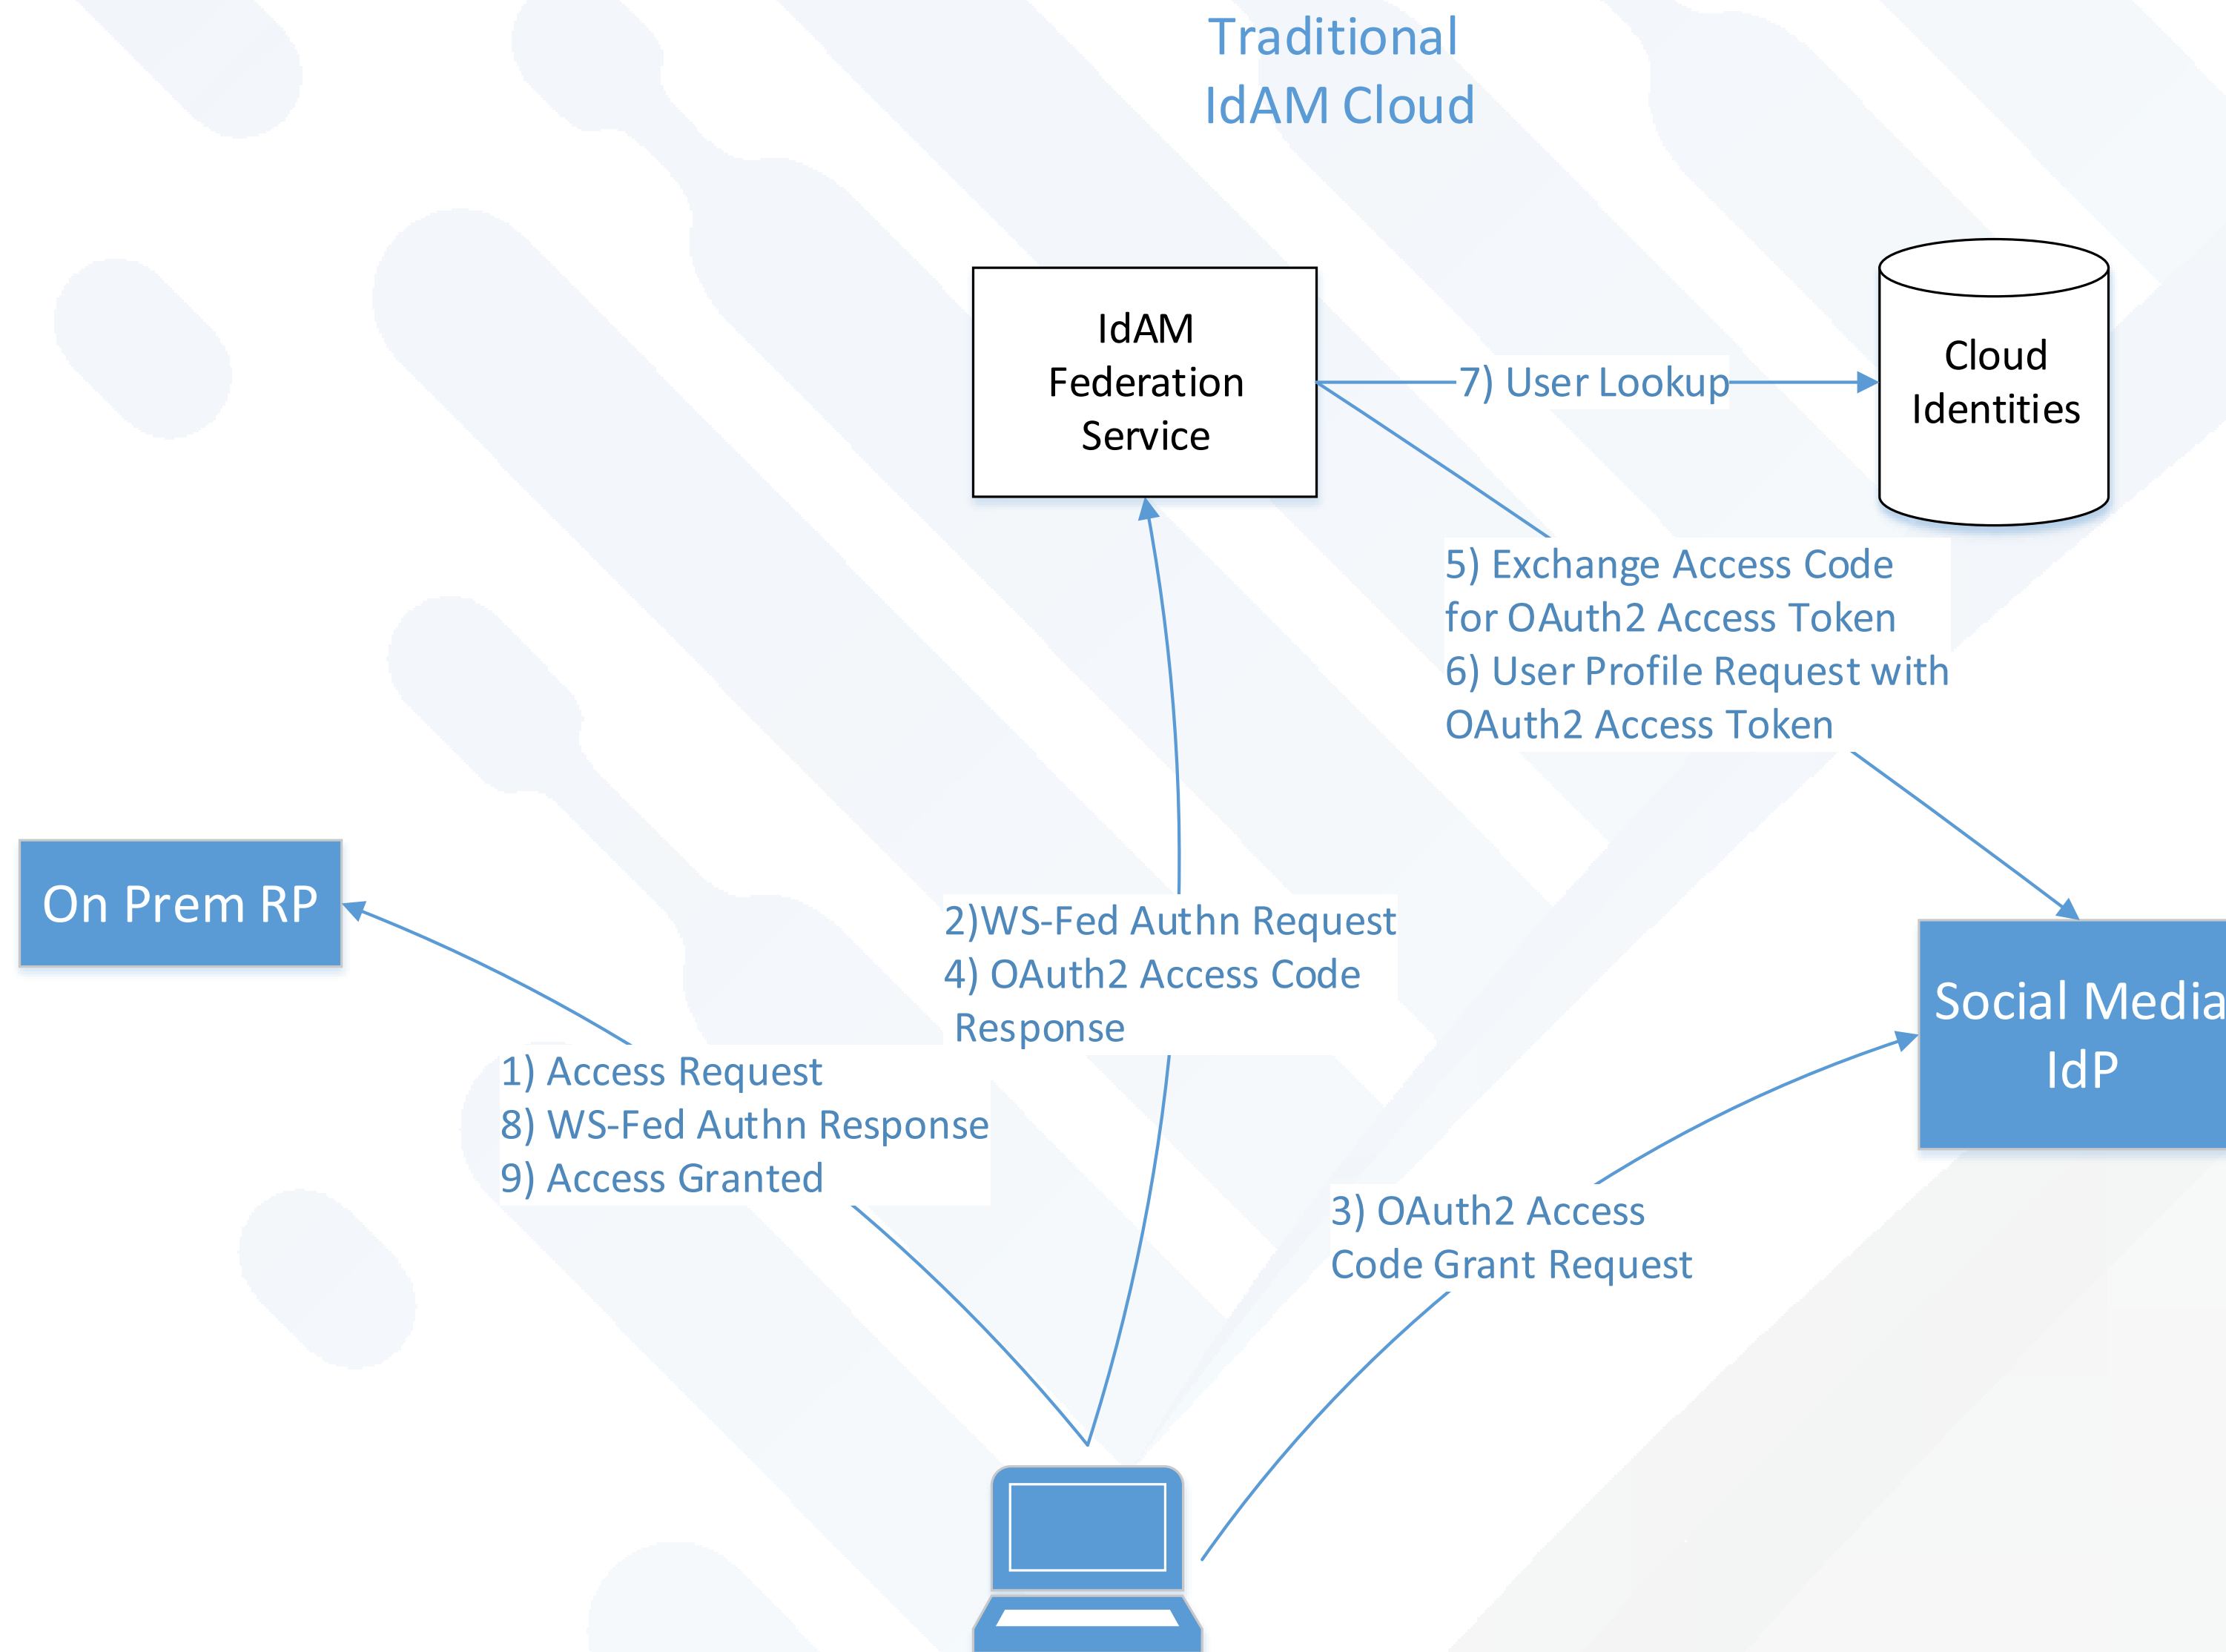 Traditional
IdAM Cloud
IdAM
Federation
Service
7) User Lookup
Cloud
Identities
5) Exchange Access Code
for OAuth2 Access Token
6) User Profile Request with
OAuth2 Access Token
On Prem RP
2)WS-Fed Authn Request
4) OAuth2 Access Code
Response
Social Media
IdP
1) Access Request
8) WS-Fed Authn Response
9) Access Granted
3) OAuth2 Access
Code Grant Request